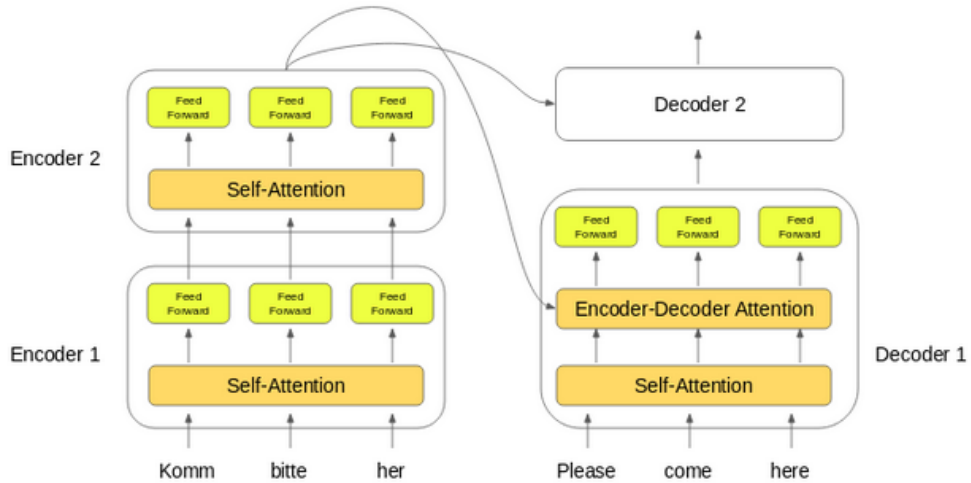 Feed
Forward
Feed
Forward
Feed
Forward
Encoder 2
Self-Attention
Feed
Forward
Feed
Forward
Feed
Forward
Encoder 1
Self-Attention
Komm bitte her
Decoder 2
Feed
Forward
Feed
Forward
Feed
Forward
Encoder-Decoder Attention
Decoder 1
Self-Attention
Please come here